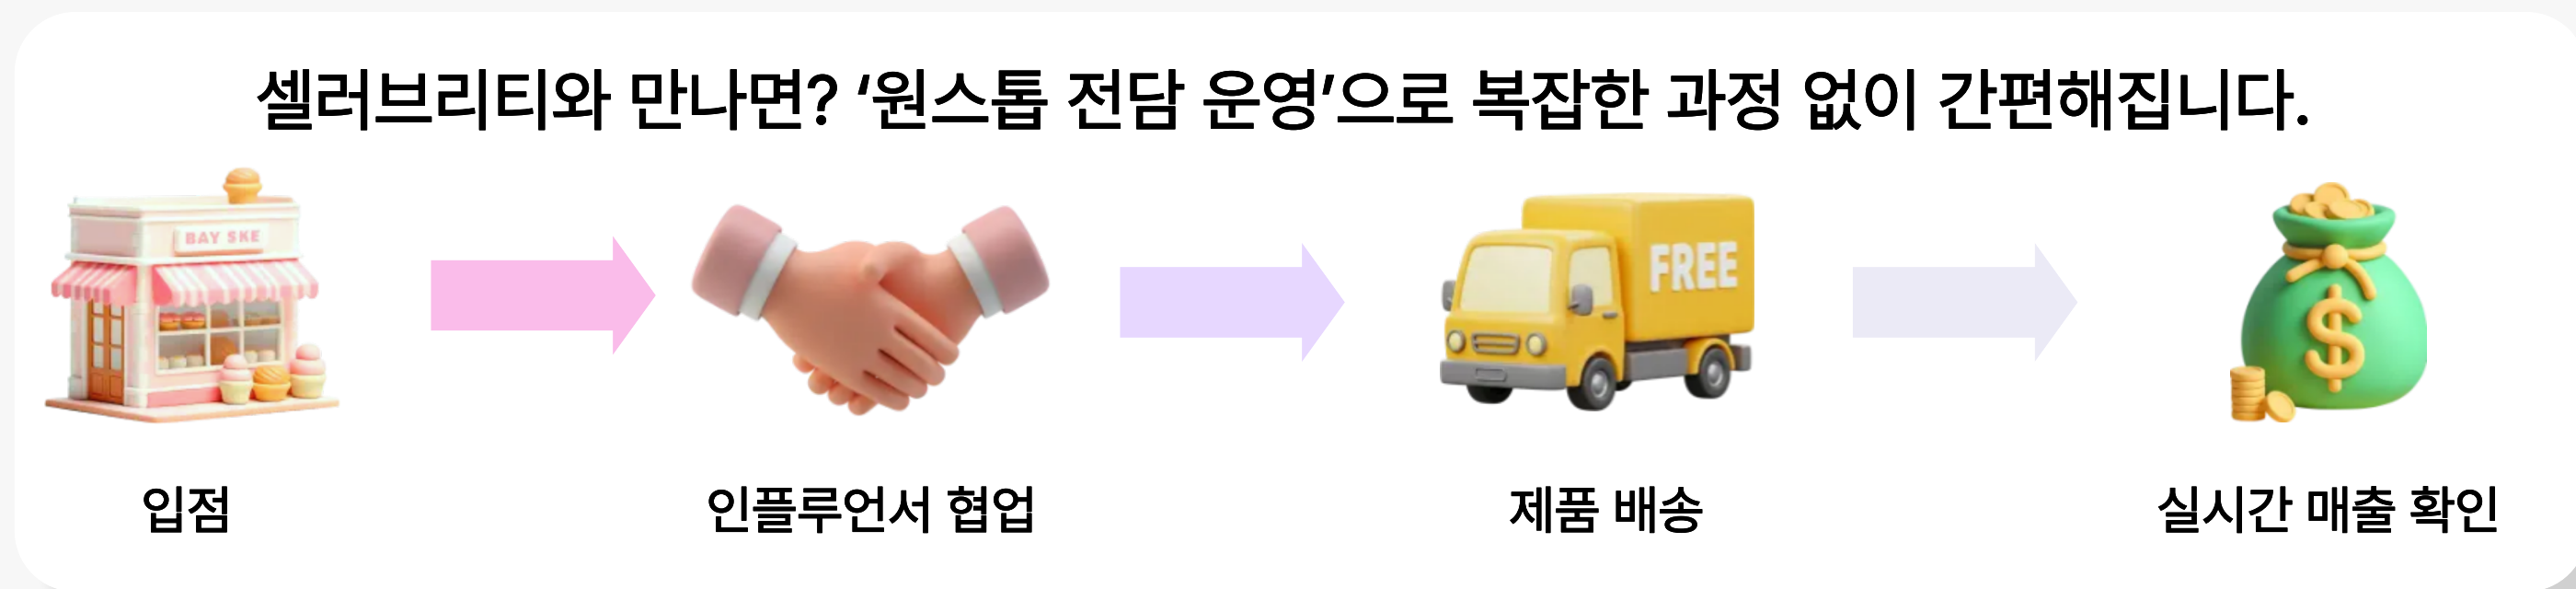 셀러브리티와 만나면? ‘원스톱 전담 운영’으로 복잡한 과정 없이 간편해집니다.
BAY SKE
FREE
$
입점
인플루언서 협업
제품 배송
실시간 매출 확인